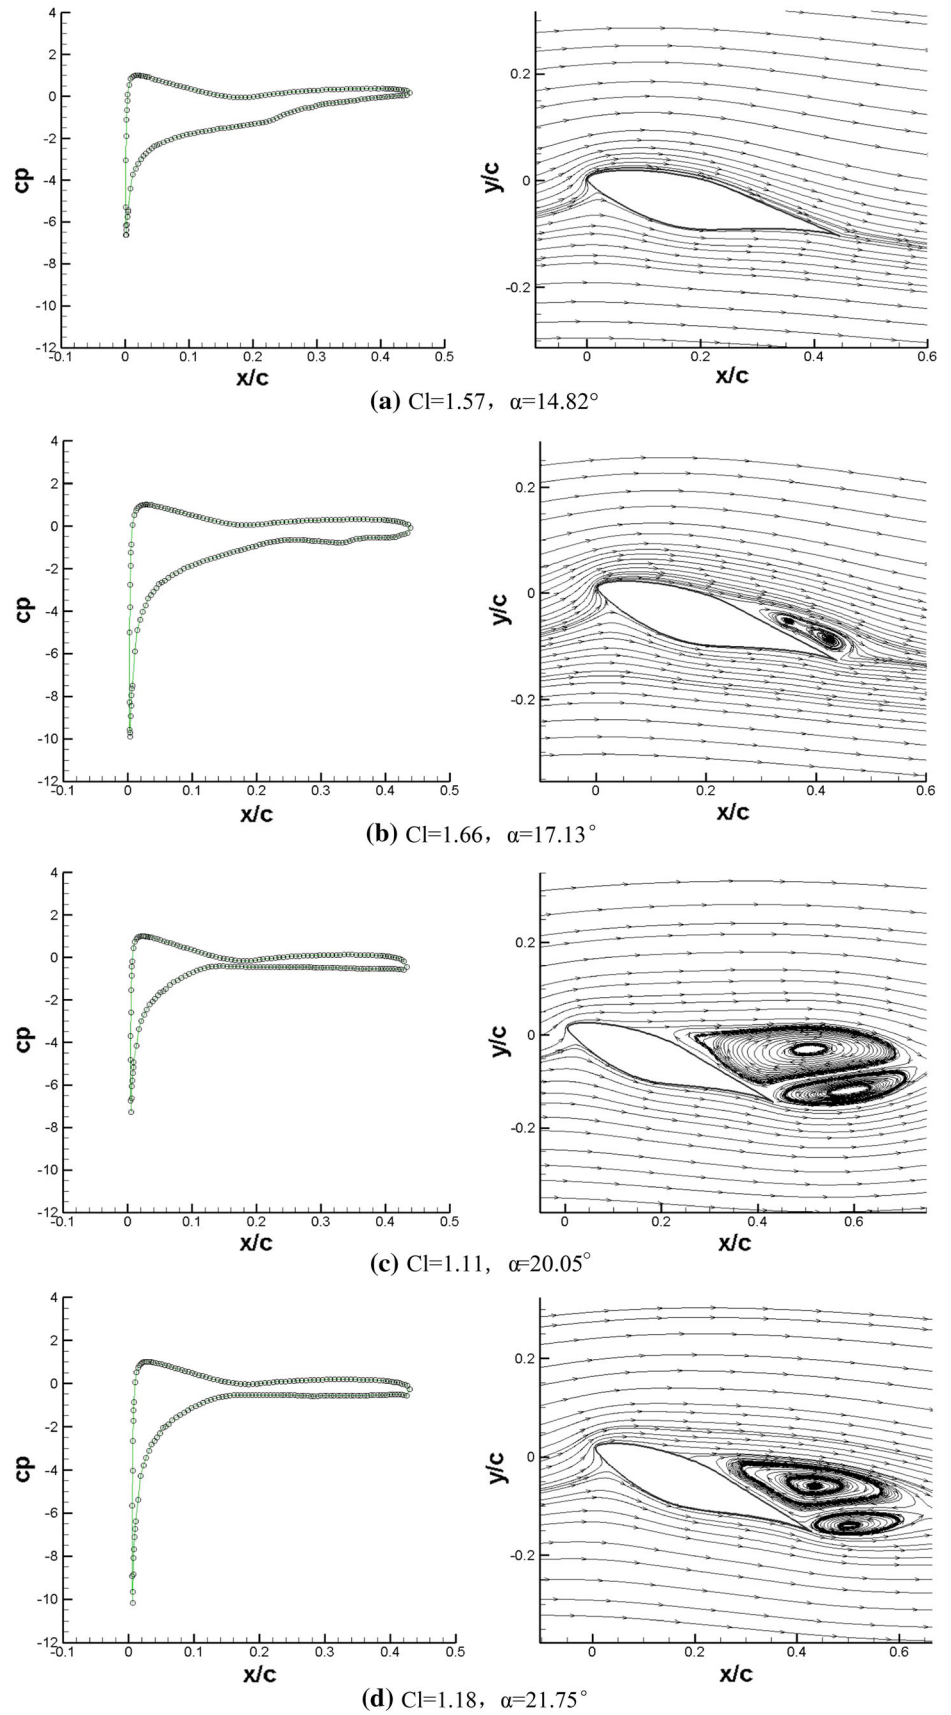 4
2
0
-2
-4
-6
-8
-10
-12
cp
-0.1 0 0.1 0.2 0.3 0.4 0.5
x/c
0.2
0
-0.2
y/c
0 0.2 0.4 0.6
x/c
(a) Cl=1.57, α=14.82°
4
2
0
-2
-4
-6
-8
-10
-12
cp
-0.1 0 0.1 0.2 0.3 0.4 0.5
x/c
0.2
0
-0.2
y/c
0 0.2 0.4 0.6
x/c
(b) Cl=1.66, α=17.13°
4
2
0
-2
-4
-6
-8
-10
-12
cp
-0.1 0 0.1 0.2 0.3 0.4 0.5
x/c
0.2
0
-0.2
y/c
0 0.2 0.4 0.6
x/c
(c) Cl=1.11, α=20.05°
4
2
0
-2
-4
-6
-8
-10
-12
cp
-0.1 0 0.1 0.2 0.3 0.4 0.5
x/c
0.2
0
-0.2
y/c
0 0.2 0.4 0.6
x/c
(d) Cl=1.18, α=21.75°